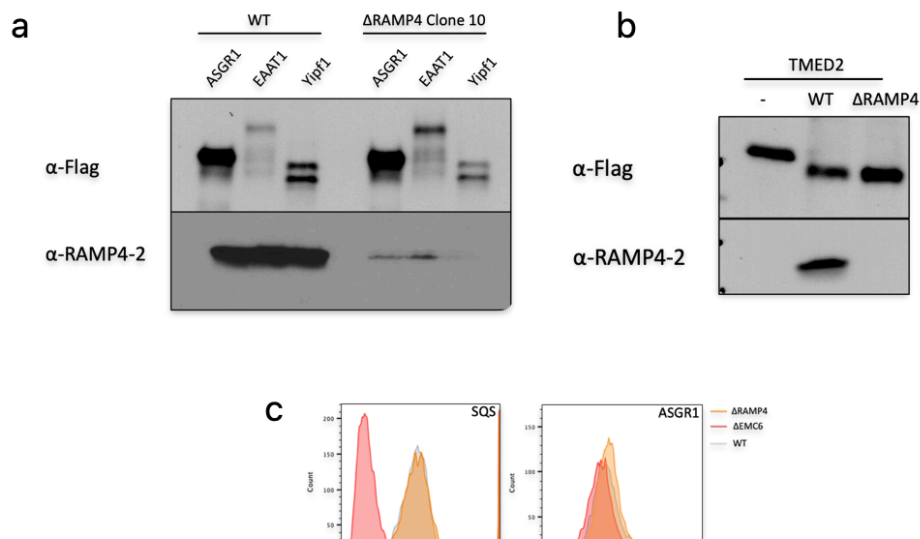 a
WT
ΔRAMP4 Clone 10
ASGR1
EAAT1
Yipf1
ASGR1
EAAT1
Yipf1
α-Flag
α-RAMP4-2
b
TMED2
- WT ΔRAMP4
α-Flag
α-RAMP4-2
c
SQS
200
150
100
50
Count
ASGR1
150
100
50
Count
ΔRAMP4
ΔEMC6
WT